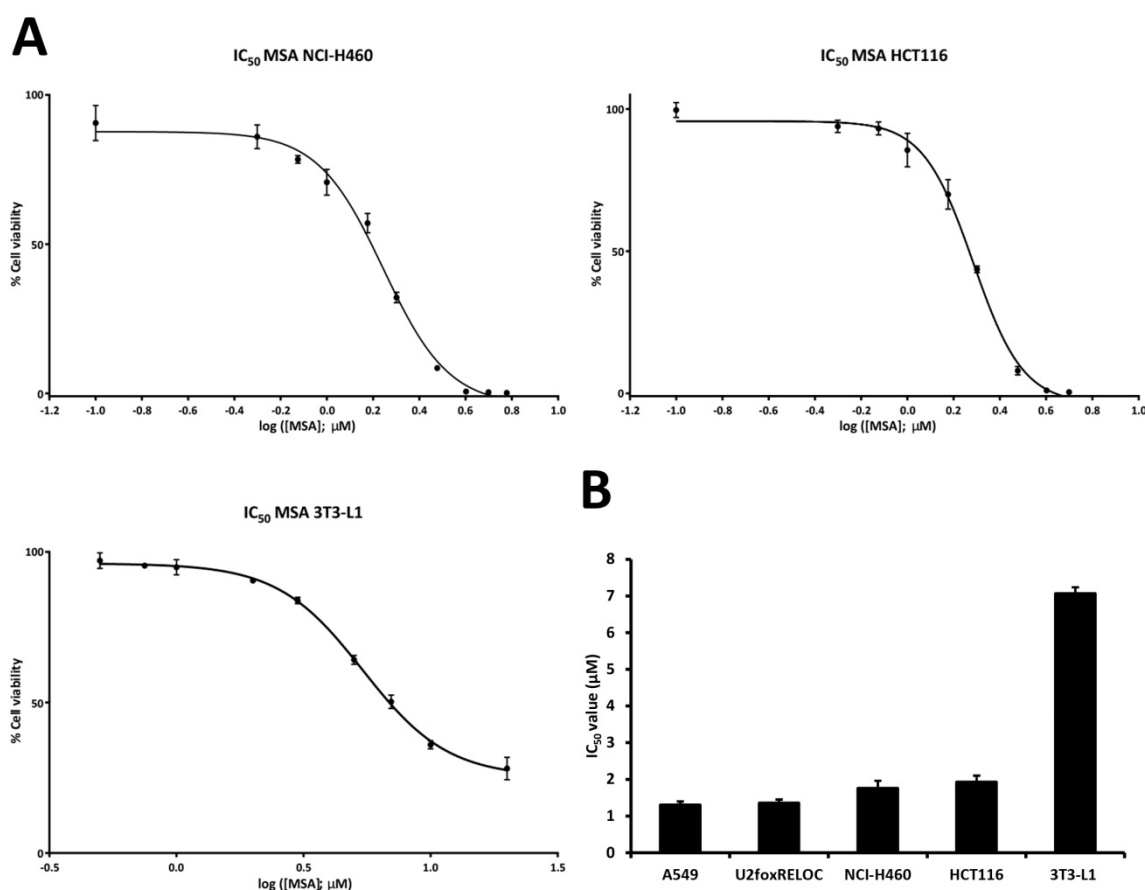 A
IC₅₀ MSA NCI-H460
100
50
0
% Cell viability
-1.2 -1.0 -0.8 -0.6 -0.4 -0.2 0.0 0.2 0.4 0.6 0.8 1.0
log ([MSA]; µM)
IC₅₀ MSA HCT116
100
50
0
% Cell viability
-1.2 -1.0 -0.8 -0.6 -0.4 -0.2 0.0 0.2 0.4 0.6 0.8 1.0
log ([MSA]; µM)
IC₅₀ MSA 3T3-L1
100
50
0
% Cell viability
-0.5 0.0 0.5 1.0 1.5
log ([MSA]; µM)
B
8
7
6
5
4
3
2
1
0
IC₅₀ value (µM)
A549 U2foxRELOC NCI-H460 HCT116 3T3-L1